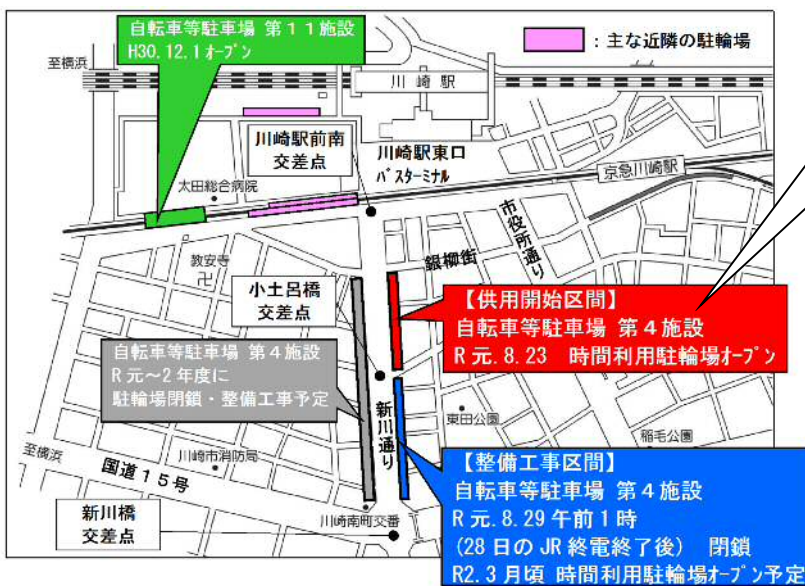 自転車等駐車場 第11施設
H30.12.1オープン
：主な近隣の駐輪場
至横浜
川崎駅
川崎駅前南
交差点
川崎駅東口
バスターミナル
京急川崎駅
太田総合病院
市役所通り
教安寺
卍
銀柳街
小土呂橋
交差点
【供用開始区間】
自転車等駐車場 第4施設
R元.8.23 時間利用駐輪場オープン
自転車等駐車場 第4施設
R元～2年度に
駐輪場閉鎖・整備工事予定
新川通り
東田公園
稲毛公園
至横浜
国道15号
川崎市消防局
【整備工事区間】
自転車等駐車場 第4施設
R元.8.29午前1時
(28日のJR終電終了後) 閉鎖
R2.3月頃 時間利用駐輪場オープン予定
新川橋
交差点
川崎南町交番